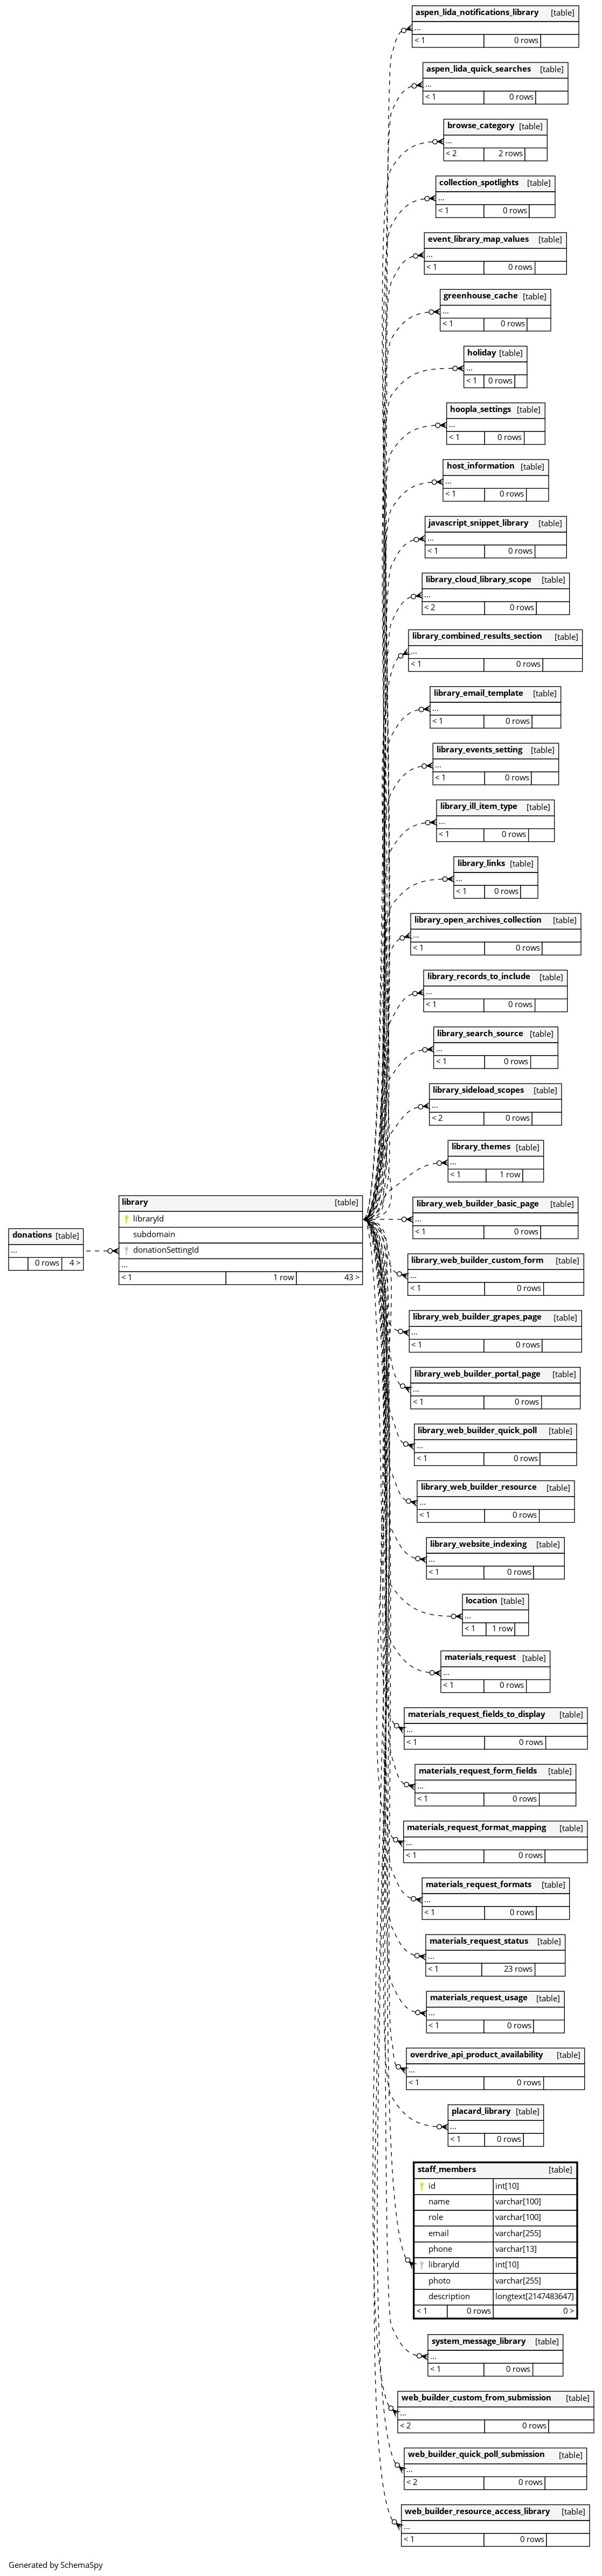 aspen_lida_notifications_library [table]
...
< 1 0 rows
aspen_lida_quick_searches [table]
...
< 1 0 rows
browse_category [table]
...
< 2 2 rows
collection_spotlights [table]
...
< 1 0 rows
event_library_map_values [table]
...
< 1 0 rows
greenhouse_cache [table]
...
< 1 0 rows
holiday [table]
...
< 1 0 rows
hoopla_settings [table]
...
< 1 0 rows
host_information [table]
...
< 1 0 rows
javascript_snippet_library [table]
...
< 1 0 rows
library_cloud_library_scope [table]
...
< 2 0 rows
library_combined_results_section [table]
...
< 1 0 rows
library_email_template [table]
...
< 1 0 rows
library_events_setting [table]
...
< 1 0 rows
library_ill_item_type [table]
...
< 1 0 rows
library_links [table]
...
< 1 0 rows
library_open_archives_collection [table]
...
< 1 0 rows
library_records_to_include [table]
...
< 1 0 rows
library_search_source [table]
...
< 1 0 rows
library_sideload_scopes [table]
...
< 2 0 rows
library_themes [table]
...
< 1 1 row
donations [table]
...
0 rows 4 >
library [table]
libraryId
subdomain
donationSettingId
...
< 1 1 row 43 >
library_web_builder_basic_page [table]
...
< 1 0 rows
library_web_builder_custom_form [table]
...
< 1 0 rows
library_web_builder_grapes_page [table]
...
< 1 0 rows
library_web_builder_portal_page [table]
...
< 1 0 rows
library_web_builder_quick_poll [table]
...
< 1 0 rows
library_web_builder_resource [table]
...
< 1 0 rows
library_website_indexing [table]
...
< 1 0 rows
location [table]
...
< 1 1 row
materials_request [table]
...
< 1 0 rows
materials_request_fields_to_display [table]
...
< 1 0 rows
materials_request_form_fields [table]
...
< 1 0 rows
materials_request_format_mapping [table]
...
< 1 0 rows
materials_request_formats [table]
...
< 1 0 rows
materials_request_status [table]
...
< 1 23 rows
materials_request_usage [table]
...
< 1 0 rows
overdrive_api_product_availability [table]
...
< 1 0 rows
placard_library [table]
...
< 1 0 rows
staff_members [table]
id int[10]
name varchar[100]
role varchar[100]
email varchar[255]
phone varchar[13]
libraryId int[10]
photo varchar[255]
description longtext[2147483647]
< 1 0 rows 0 >
system_message_library [table]
...
< 1 0 rows
web_builder_custom_from_submission [table]
...
< 2 0 rows
web_builder_quick_poll_submission [table]
...
< 2 0 rows
web_builder_resource_access_library [table]
...
< 1 0 rows
Generated by SchemaSpy